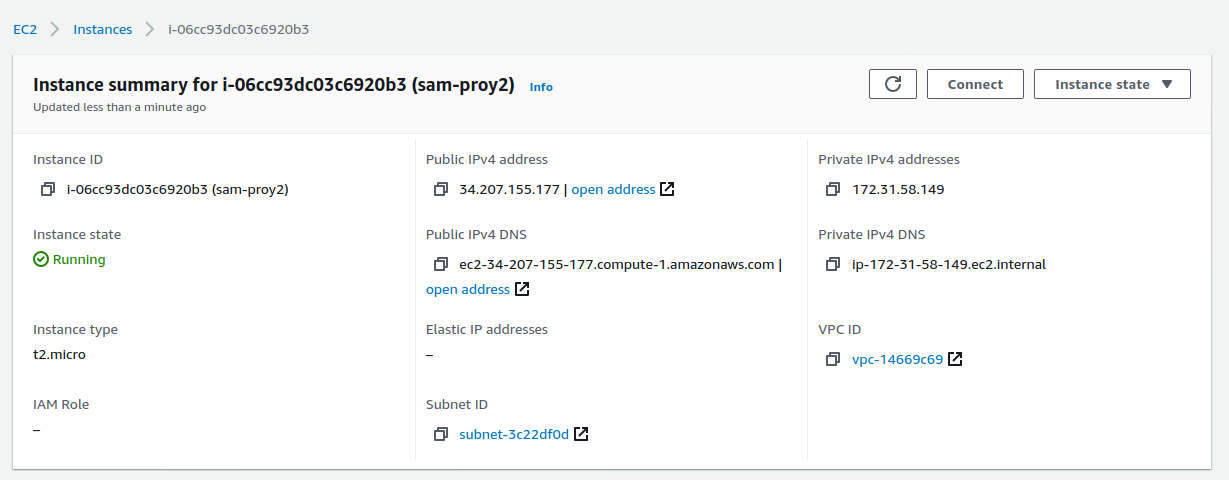 EC2 Instances i-06cc93dc03c6920b3
Instance summary for i-06cc93dc03c6920b3 (sam-proy2) Info
Updated less than a minute ago
Connect
Instance state
Instance ID
i-06cc93dc03c6920b3 (sam-proy2)
Public IPv4 address
34.207.155.177 | open address
Private IPv4 addresses
172.31.58.149
Instance state
Running
Public IPv4 DNS
ec2-34-207-155-177.compute-1.amazonaws.com |
open address
Private IPv4 DNS
ip-172-31-58-149.ec2.internal
Instance type
t2.micro
Elastic IP addresses
–
VPC ID
vpc-14669c69
IAM Role
–
Subnet ID
subnet-3c22df0d